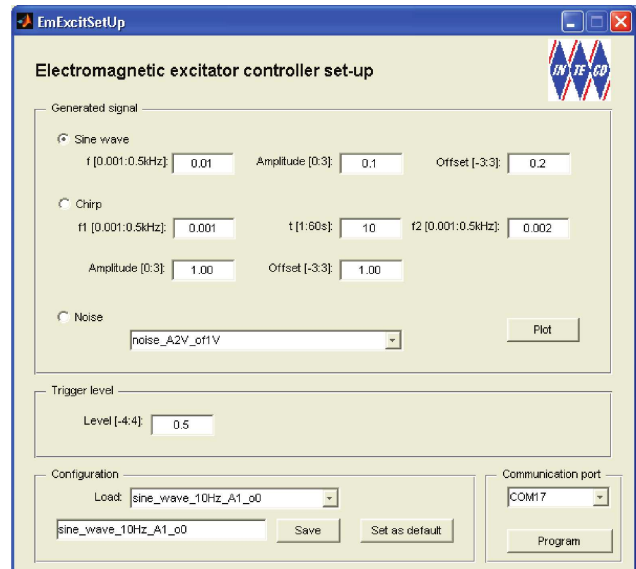 EmExcitSetUp
Electromagnetic excitator controller set-up
IN TE GO
Generated signal
Sine wave
f [0.001:0.5kHz]: 0.01 Amplitude [0:3]: 0.1 Offset [-3:3]: 0.2
Chirp
f1 [0.001:0.5kHz]: 0.001 t [1:60s]: 10 f2 [0.001:0.5kHz]: 0.002
Amplitude [0:3]: 1.00 Offset [-3:3]: 1.00
Noise
noise_A2V_of1V
Plot
Trigger level
Level [-4:4]: 0.5
Configuration
Load: sine_wave_10Hz_A1_o0
sine_wave_10Hz_A1_o0 Save Set as default
Communication port
COM17
Program